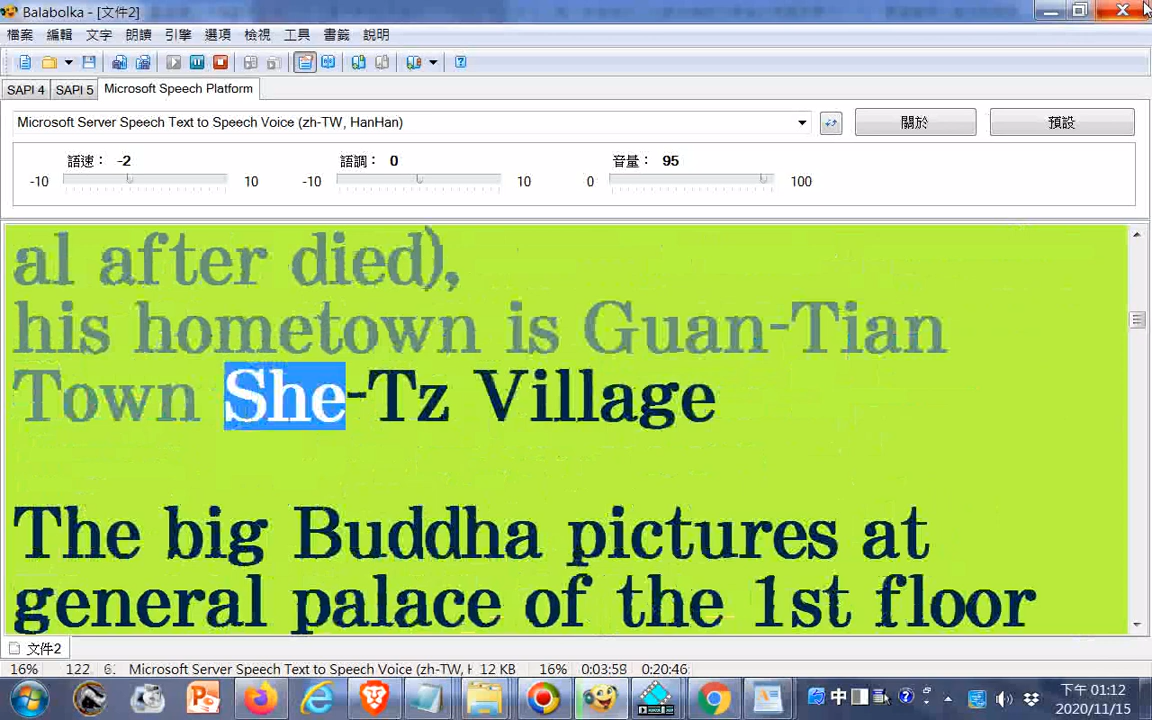 Balabolka - [文件2]
檔案 編輯 文字 朗讀 引擎 選項 檢視 工具 書籤 說明
SAPI 4 SAPI 5 Microsoft Speech Platform
Microsoft Server Speech Text to Speech Voice (zh-TW, HanHan) 關於 預設
語速： -2 語調： 0 音量： 95
-10 10 -10 10 0 100
al after died),
his hometown is Guan-Tian
Town She-Tz Village
The big Buddha pictures at
general palace of the 1st floor
文件2
16% 122 Microsoft Server Speech Text to Speech Voice (zh-TW, H 12 KB 16% 0:03:58 0:20:46
中 下午 01:12
2020/11/15